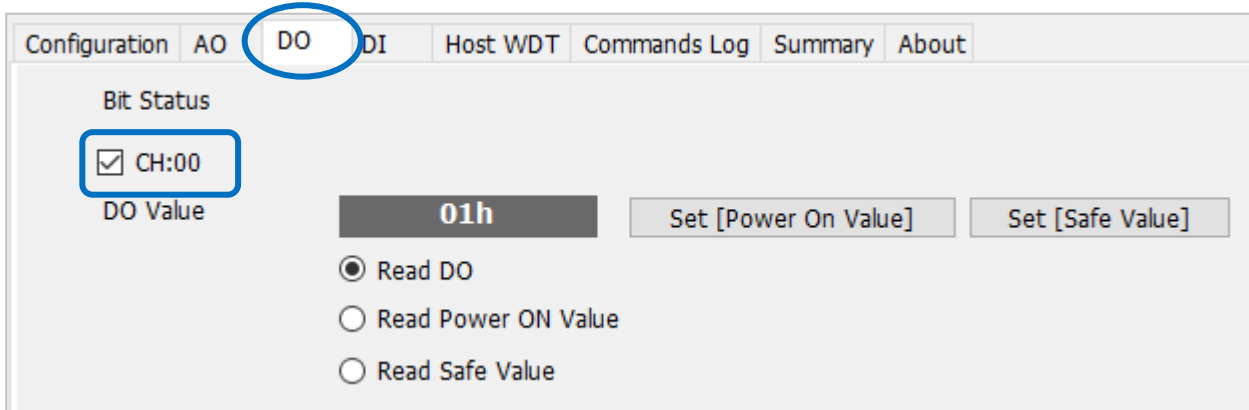 Configuration AO DO DI Host WDT Commands Log Summary About
Bit Status
CH:00
DO Value 01h Set [Power On Value] Set [Safe Value]
Read DO
Read Power ON Value
Read Safe Value